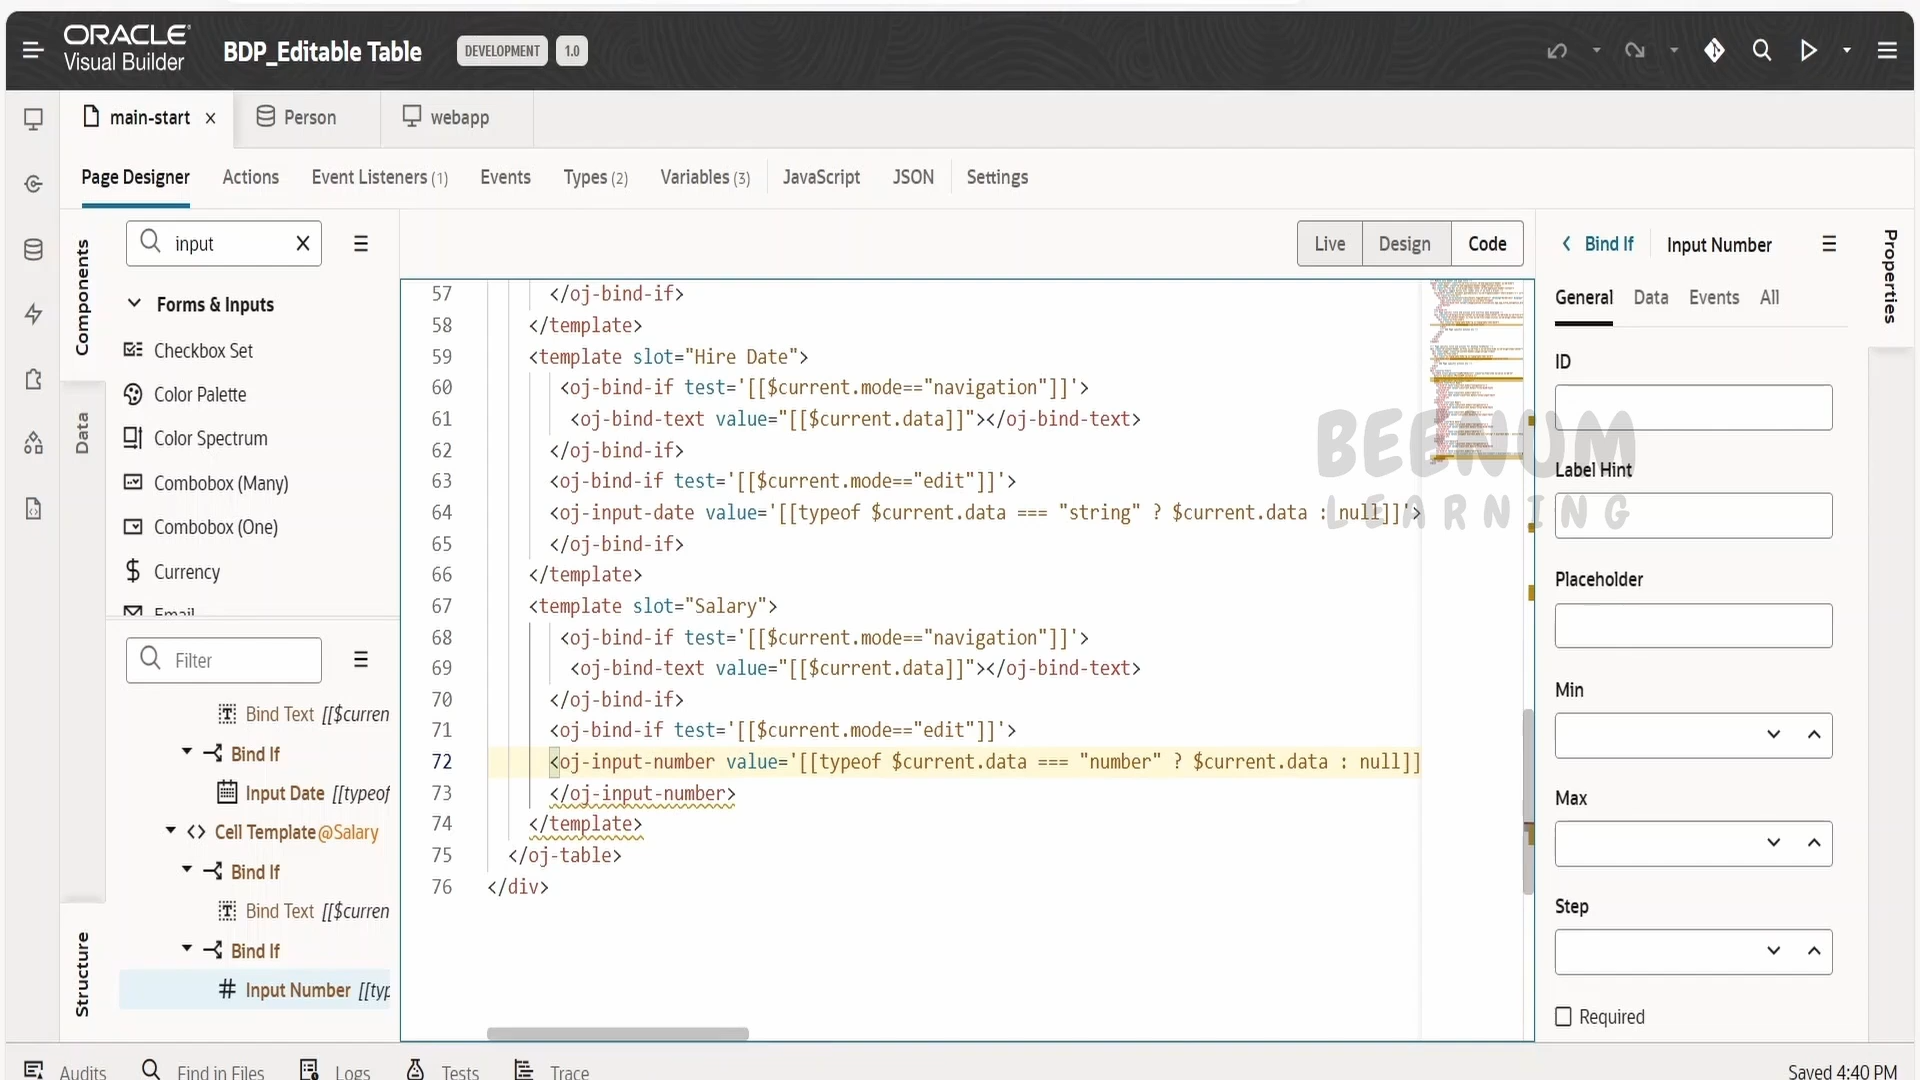 ORACLE
Visual Builder
BDP_Editable Table
DEVELOPMENT
1.0
main-start
Person
webapp
Page Designer
Actions
Event Listeners (1)
Events
Types (2)
Variables (3)
JavaScript
JSON
Settings
Components
Data
Structure
input
Forms & Inputs
Checkbox Set
Color Palette
Color Spectrum
Combobox (Many)
Combobox (One)
Currency
Email
Filter
Bind Text [[$curren
Bind If
Input Date [[typeof
Cell Template@Salary
Bind If
Bind Text [[$curren
Bind If
Input Number [[typ
Live
Design
Code
57 </oj-bind-if>
58 </template>
59 <template slot="Hire Date">
60 <oj-bind-if test='[[$current.mode=="navigation"]]'>
61 <oj-bind-text value="[[$current.data]]"></oj-bind-text>
62 </oj-bind-if>
63 <oj-bind-if test='[[$current.mode=="edit"]]'>
64 <oj-input-date value='[[typeof $current.data === "string" ? $current.data : null]]'>
65 </oj-bind-if>
66 </template>
67 <template slot="Salary">
68 <oj-bind-if test='[[$current.mode=="navigation"]]'>
69 <oj-bind-text value="[[$current.data]]"></oj-bind-text>
70 </oj-bind-if>
71 <oj-bind-if test='[[$current.mode=="edit"]]'>
72 <oj-input-number value='[[typeof $current.data === "number" ? $current.data : null]]
73 </oj-input-number>
74 </template>
75 </oj-table>
76 </div>
BEENUM
LEARNING
Bind If
Input Number
Properties
General
Data
Events
All
ID
Label Hint
Placeholder
Min
Max
Step
Required
Audits
Find in Files
Logs
Tests
Trace
Saved 4:40 PM